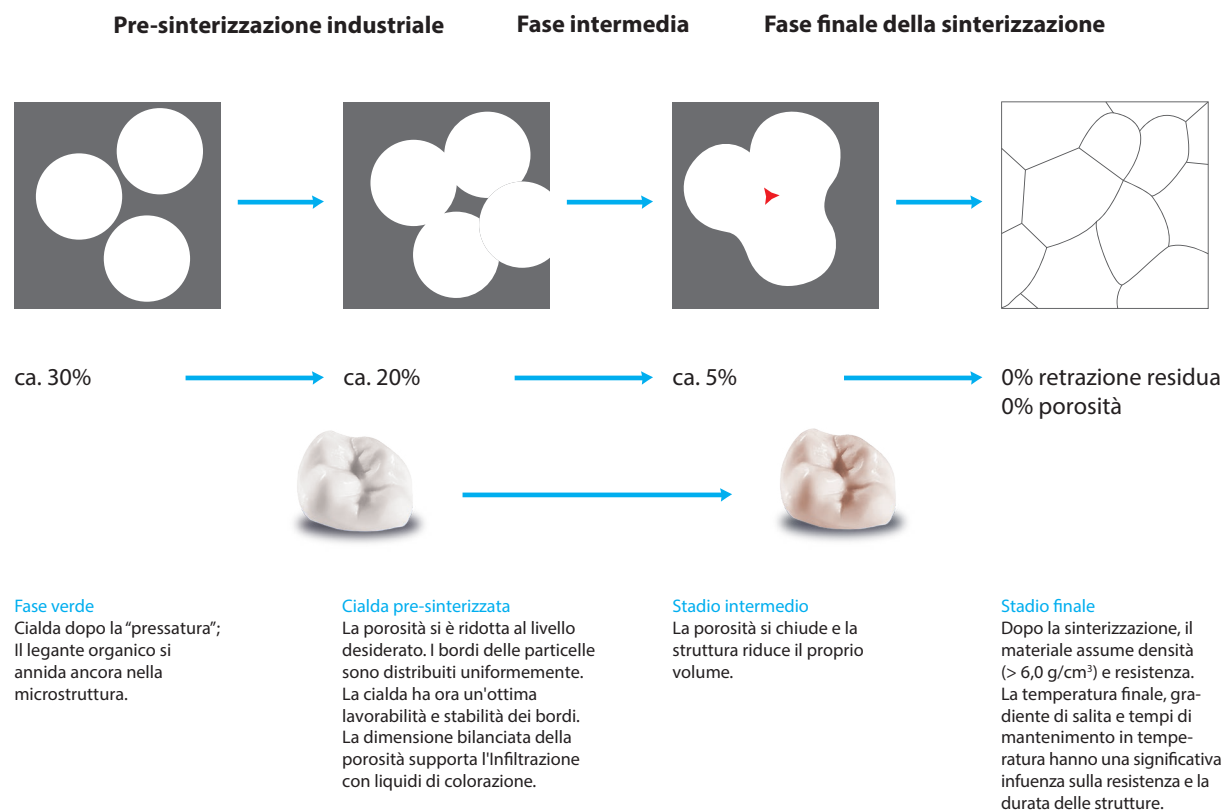 Pre-sinterizzazione industriale
Fase intermedia
Fase finale della sinterizzazione
ca. 30%
ca. 20%
ca. 5%
0% retrazione residua
0% porosità
Fase verde
Cialda dopo la "pressatura";
Il legante organico si
annida ancora nella
microstruttura.
Cialda pre-sinterizzata
La porosità si è ridotta al livello
desiderato. I bordi delle particelle
sono distribuiti uniformemente.
La cialda ha ora un'ottima
lavorabilità e stabilità dei bordi.
La dimensione bilanciata della
porosità supporta l'Infiltrazione
con liquidi di colorazione.
Stadio intermedio
La porosità si chiude e la
struttura riduce il proprio
volume.
Stadio finale
Dopo la sinterizzazione, il
materiale assume densità
(> 6,0 g/cm³) e resistenza.
La temperatura finale, gra-
diente di salita e tempi di
mantenimento in tempe-
ratura hanno una significativa
infuenza sulla resistenza e la
durata delle strutture.